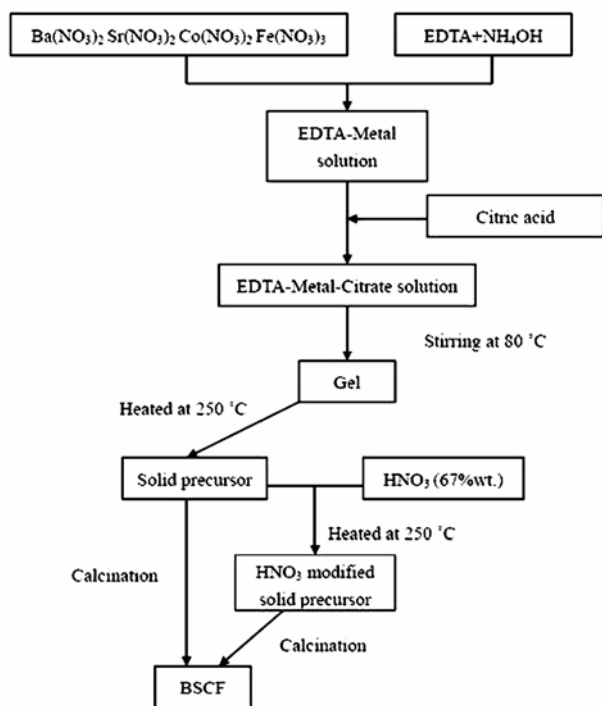 Ba(NO₃)₂ Sr(NO₃)₂ Co(NO₃)₂ Fe(NO₃)₃
EDTA+NH₄OH
EDTA-Metal
solution
Citric acid
EDTA-Metal-Citrate solution
Stirring at 80 ˚C
Gel
Heated at 250 ˚C
Solid precursor
HNO₃ (67%wt.)
Heated at 250 ˚C
Calcination
HNO₃ modified
solid precursor
Calcination
BSCF